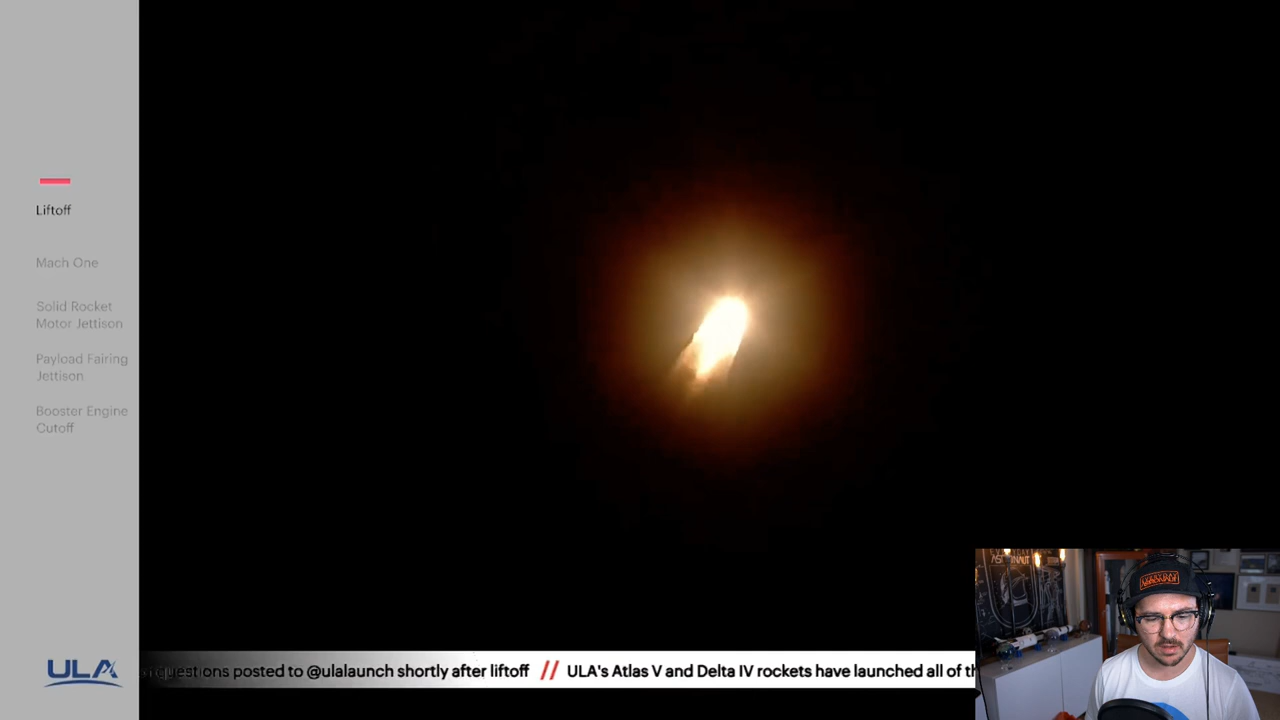 Liftoff
Mach One
Solid Rocket
Motor Jettison
Payload Fairing
Jettison
Booster Engine
Cutoff
ULA
questions posted to @ulalaunch shortly after liftoff // ULA's Atlas V and Delta IV rockets have launched all of